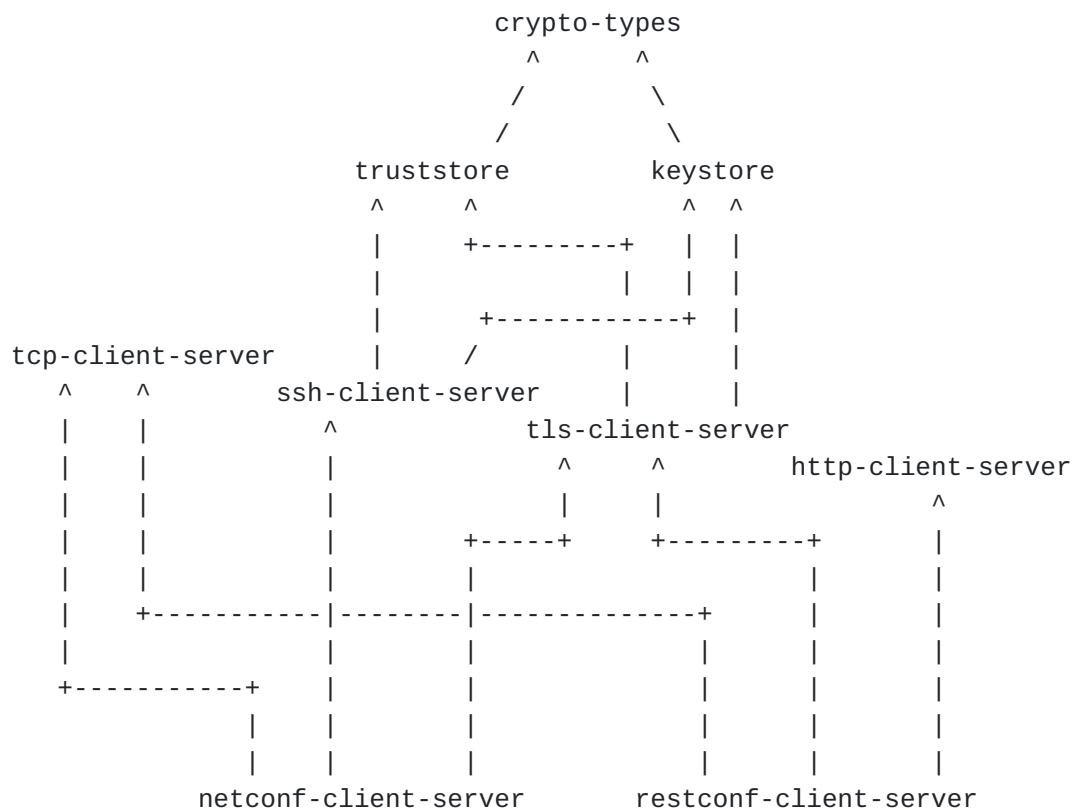 crypto-types
^ ^
/ \
/ \
truststore keystore
^ ^ ^ ^
| +---------+ | |
| | | |
| +------------+ |
tcp-client-server | / | |
^ ^ ssh-client-server | |
| | ^ tls-client-server
| | | ^ ^ http-client-server
| | | | | ^
| | | +-----+ +---------+ |
| | | | | |
| +-----------|--------|--------------+ | |
| | | | | |
+-----------+ | | | | |
| | | | | |
| | | | | |
netconf-client-server restconf-client-server